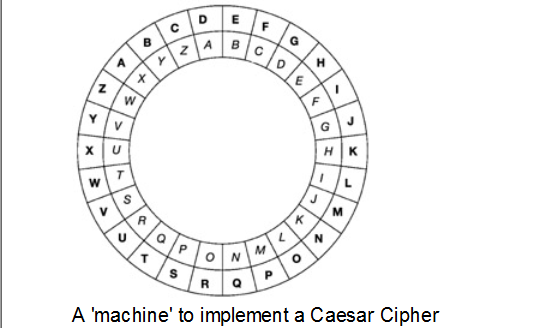 A B C D E F G H I J K L M N O P Q R S T U V W X Y Z
X Y Z A B C D E F G H I J K L M N O P Q R S T U V W
A 'machine' to implement a Caesar Cipher